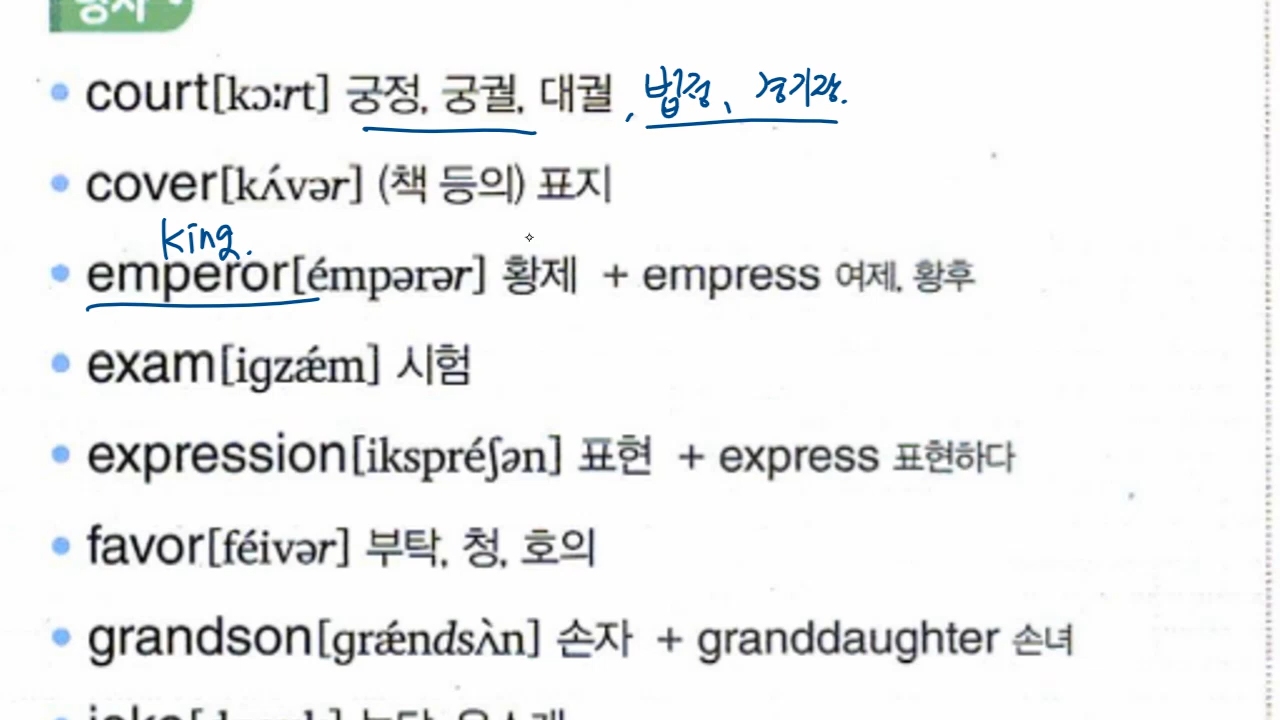 명사
court[kɔːrt] 궁정, 궁궐, 대궐, 법정, 경기장.
cover[kʌ́vər] (책 등의) 표지
king.
emperor[émpərər] 황제 + empress 여제, 황후
exam[igzǽm] 시험
expression[ikspréʃən] 표현 + express 표현하다
favor[féivər] 부탁, 청, 호의
grandson[grǽndsʌ̀n] 손자 + granddaughter 손녀